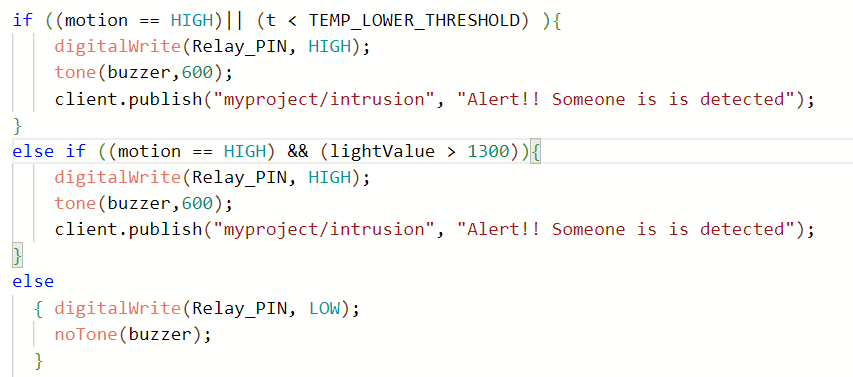 if ((motion == HIGH)|| (t < TEMP_LOWER_THRESHOLD) ){
digitalWrite(Relay_PIN, HIGH);
tone(buzzer,600);
client.publish("myproject/intrusion", "Alert!! Someone is is detected");
}
else if ((motion == HIGH) && (lightValue > 1300)){
digitalWrite(Relay_PIN, HIGH);
tone(buzzer,600);
client.publish("myproject/intrusion", "Alert!! Someone is is detected");
}
else
{ digitalWrite(Relay_PIN, LOW);
noTone(buzzer);
}